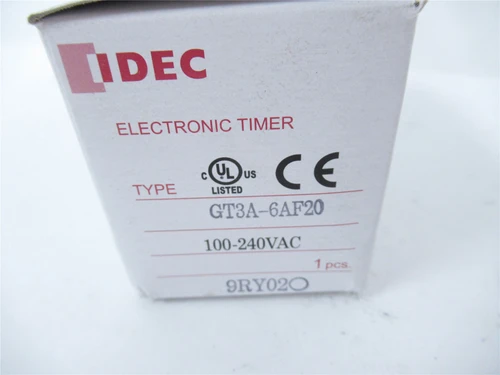 IDEC
ELECTRONIC TIMER
C UL US
LISTED
CE
TYPE
GT3A-6AF20
100-240VAC
1 pcs.
9RY02○